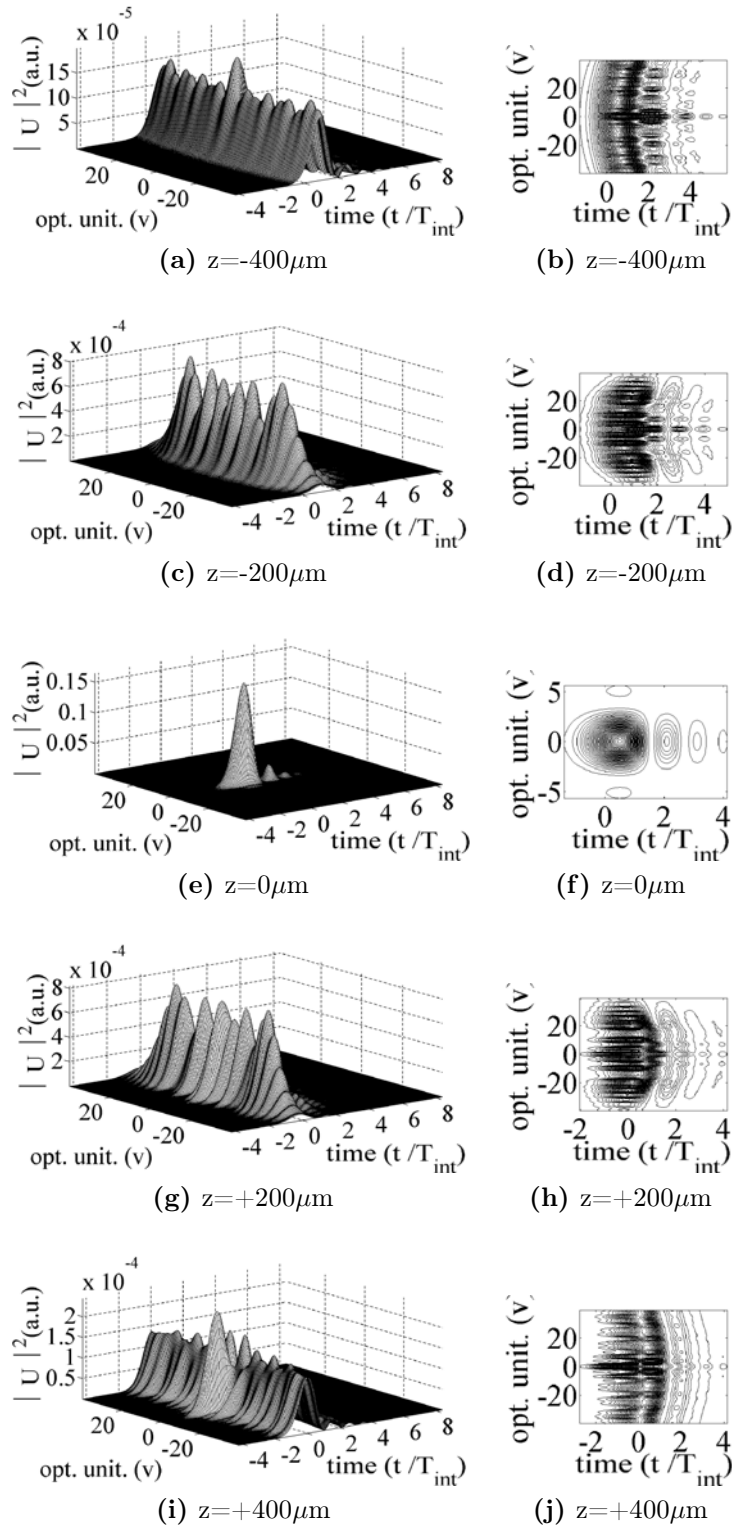 x 10^-5
15
10
5
| U |^2(a.u.)
20
0
-20
opt. unit. (v)
-4 -2 0 2 4 6 8
time (t /T_int)
(a) z=-400μm
opt. unit. (v)
20
0
-20
0 2 4
time (t /T_int)
(b) z=-400μm
x 10^-4
8
6
4
2
| U |^2(a.u.)
20
0
-20
opt. unit. (v)
-4 -2 0 2 4 6 8
time (t /T_int)
(c) z=-200μm
opt. unit. (v)
20
0
-20
0 2 4
time (t /T_int)
(d) z=-200μm
0.15
0.1
0.05
| U |^2(a.u.)
20
0
-20
opt. unit. (v)
-4 -2 0 2 4 6 8
time (t /T_int)
(e) z=0μm
opt. unit. (v)
5
0
-5
0 2 4
time (t /T_int)
(f) z=0μm
x 10^-4
8
6
4
2
| U |^2(a.u.)
20
0
-20
opt. unit. (v)
-4 -2 0 2 4 6 8
time (t /T_int)
(g) z=+200μm
opt. unit. (v)
20
0
-20
-2 0 2 4
time (t /T_int)
(h) z=+200μm
x 10^-4
2
1.5
1
0.5
| U |^2(a.u.)
20
0
-20
opt. unit. (v)
-4 -2 0 2 4 6 8
time (t /T_int)
(i) z=+400μm
opt. unit. (v)
20
0
-20
-2 0 2 4
time (t /T_int)
(j) z=+400μm